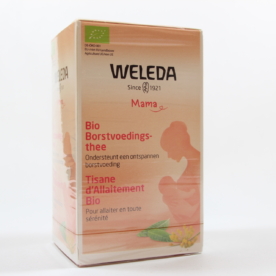 WELEDA
Since 1921
Mama
Bio
Borstvoedings-
thee
Ondersteunt een ontspannen
borstvoeding
Tisane
d'Allaitement
Bio
Pour allaiter en toute
sérénité